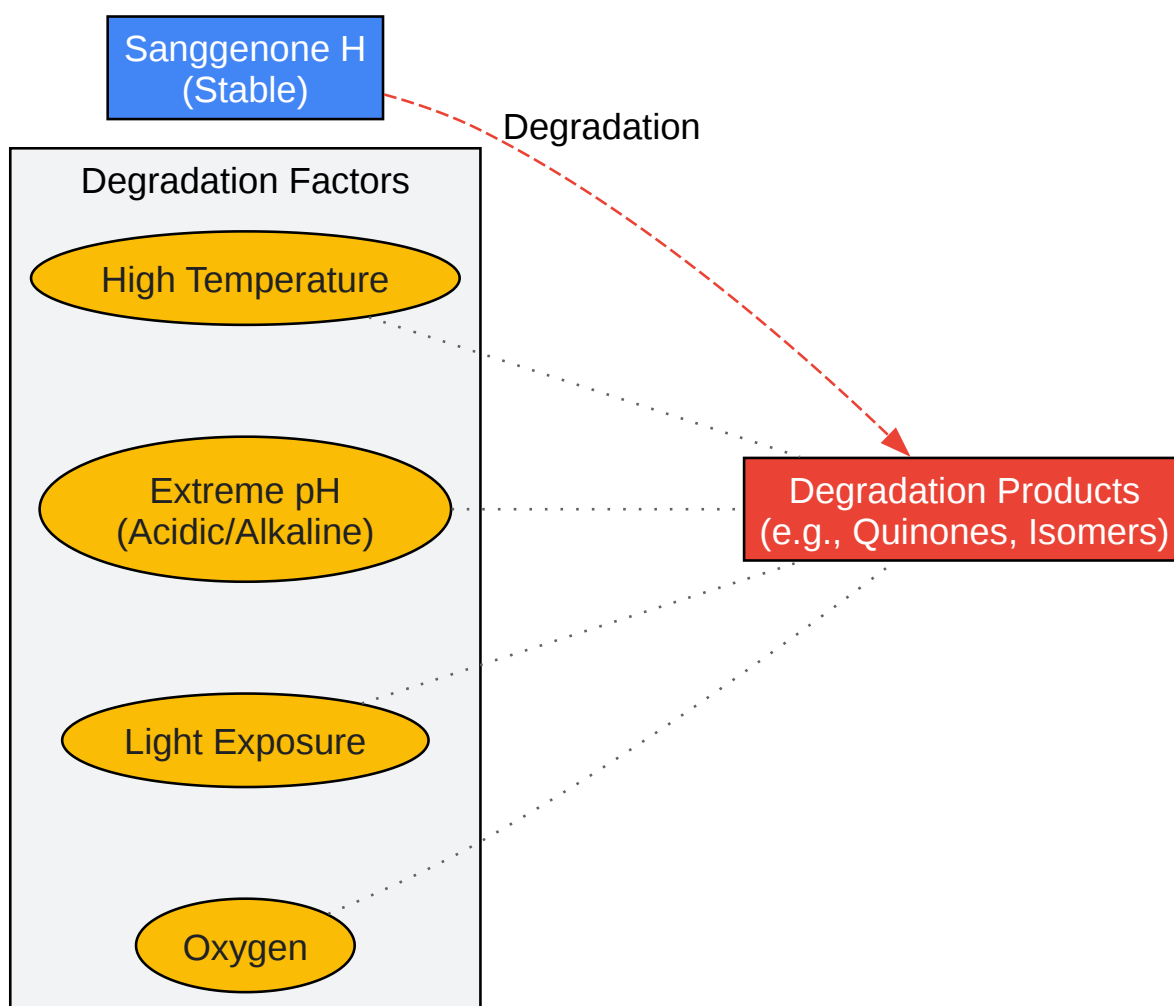 Sanggenone H
(Stable)
Degradation
Degradation Factors
High Temperature
Extreme pH
(Acidic/Alkaline)
Degradation Products
(e.g., Quinones, Isomers)
Light Exposure
Oxygen